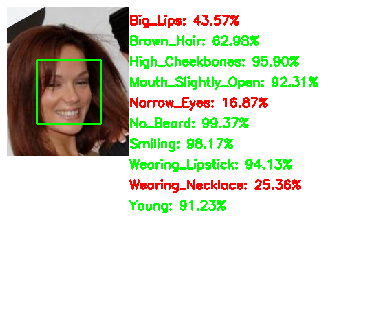 Big_Lips: 43.57%
Brown_Hair: 62.98%
High_Cheekbones: 95.90%
Mouth_Slightly_Open: 92.31%
Narrow_Eyes: 16.87%
No_Beard: 99.37%
Smiling: 98.17%
Wearing_Lipstick: 94.13%
Wearing_Necklace: 25.36%
Young: 91.23%